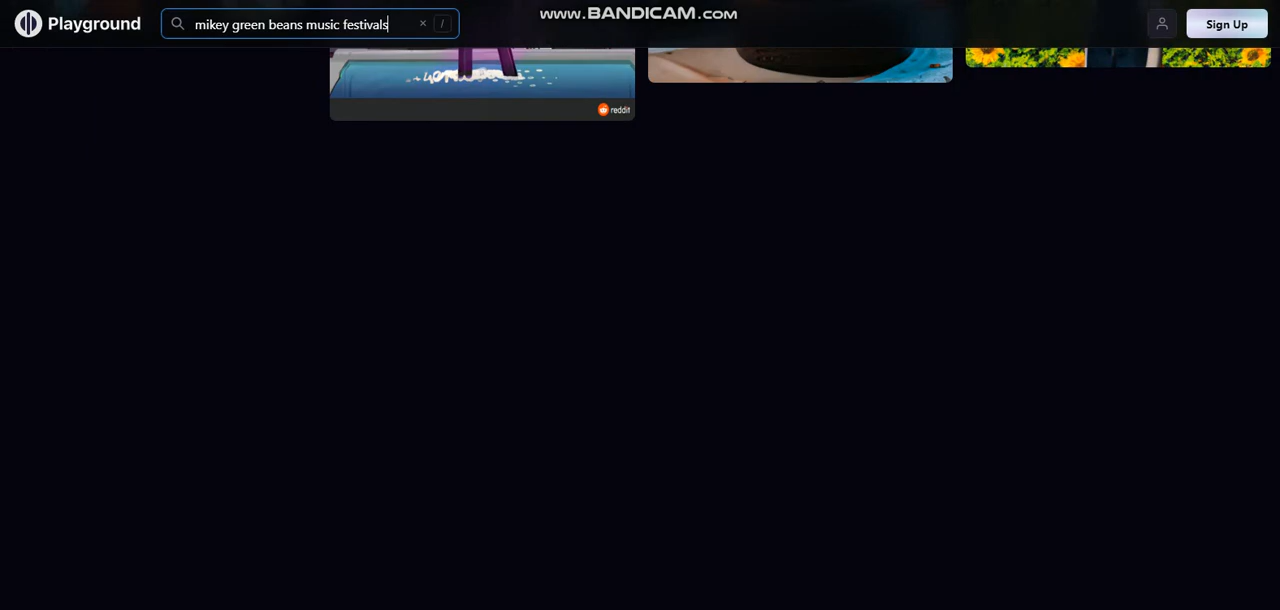 Playground
mikey green beans music festivals
/
www.BANDICAM.com
Sign Up
reddit